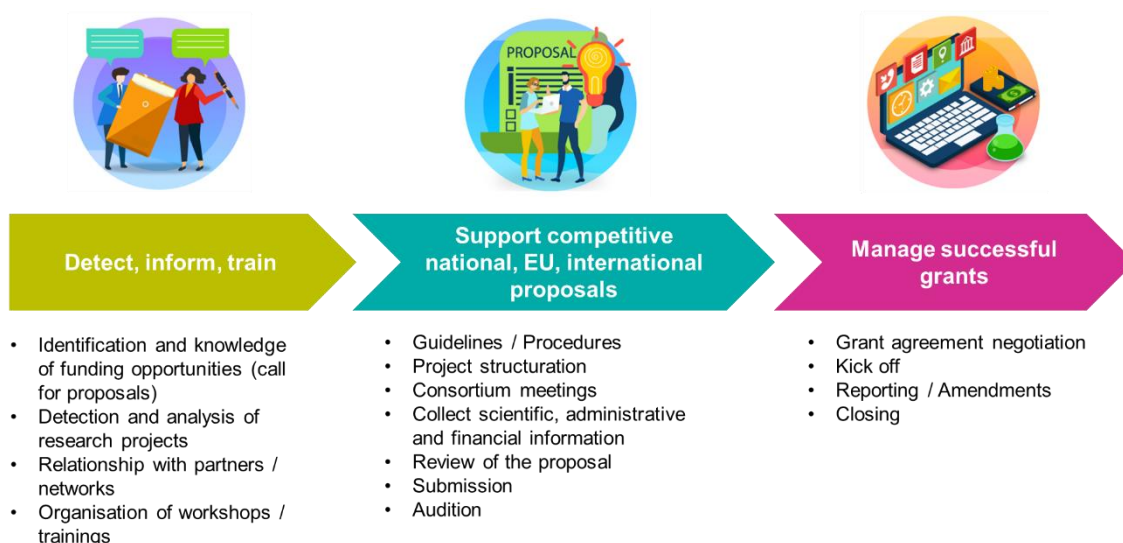 PROPOSAL
Detect, inform, train
• Identification and knowledge
of funding opportunities (call
for proposals)
• Detection and analysis of
research projects
• Relationship with partners /
networks
• Organisation of workshops /
trainings
Support competitive
national, EU, international
proposals
• Guidelines / Procedures
• Project structuration
• Consortium meetings
• Collect scientific, administrative
and financial information
• Review of the proposal
• Submission
• Audition
Manage successful
grants
• Grant agreement negotiation
• Kick off
• Reporting / Amendments
• Closing